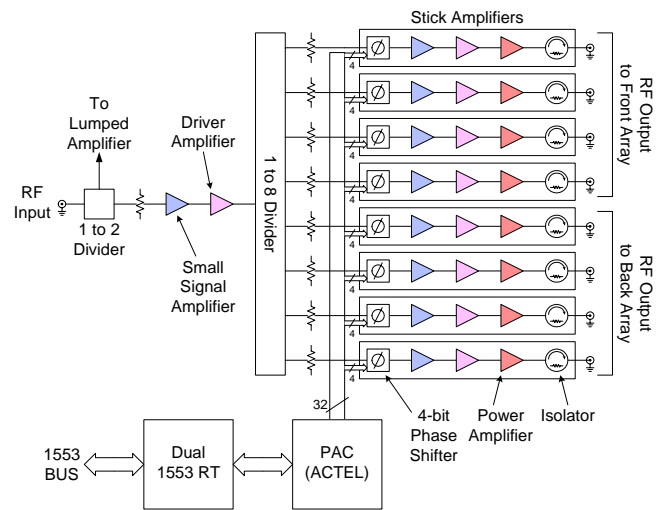 Stick Amplifiers
To
Lumped
Amplifier
Driver
Amplifier
RF
Input
1 to 2
Divider
Small
Signal
Amplifier
1 to 8 Divider
ϕ
4
ϕ
4
ϕ
4
ϕ
4
ϕ
4
ϕ
4
ϕ
4
ϕ
4
RF Output
to Front Array
RF Output
to Back Array
32
4-bit
Phase
Shifter
Power
Amplifier
Isolator
1553
BUS
Dual
1553 RT
PAC
(ACTEL)